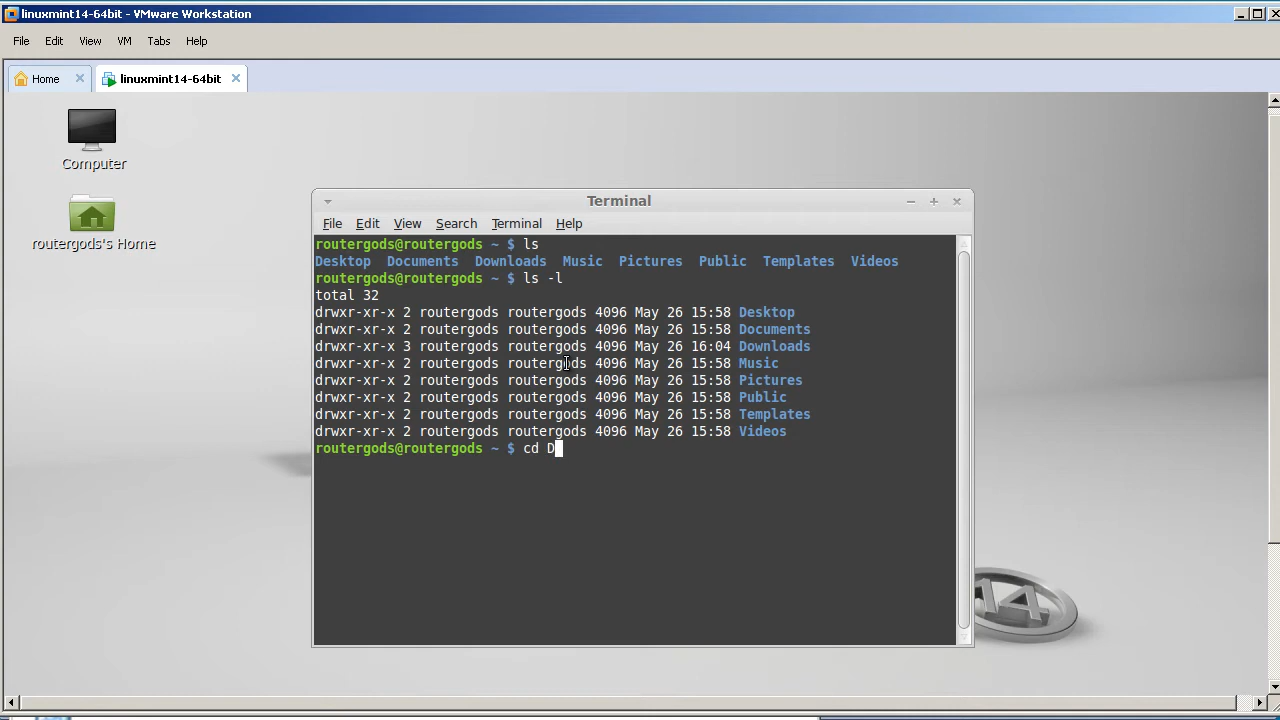 linuxmint14-64bit - VMware Workstation
File Edit View VM Tabs Help
Home linuxmint14-64bit
Computer
routergods's Home
Terminal
File Edit View Search Terminal Help
routergods@routergods ~ $ ls
Desktop Documents Downloads Music Pictures Public Templates Videos
routergods@routergods ~ $ ls -l
total 32
drwxr-xr-x 2 routergods routergods 4096 May 26 15:58 Desktop
drwxr-xr-x 2 routergods routergods 4096 May 26 15:58 Documents
drwxr-xr-x 3 routergods routergods 4096 May 26 16:04 Downloads
drwxr-xr-x 2 routergods routergods 4096 May 26 15:58 Music
drwxr-xr-x 2 routergods routergods 4096 May 26 15:58 Pictures
drwxr-xr-x 2 routergods routergods 4096 May 26 15:58 Public
drwxr-xr-x 2 routergods routergods 4096 May 26 15:58 Templates
drwxr-xr-x 2 routergods routergods 4096 May 26 15:58 Videos
routergods@routergods ~ $ cd D
14